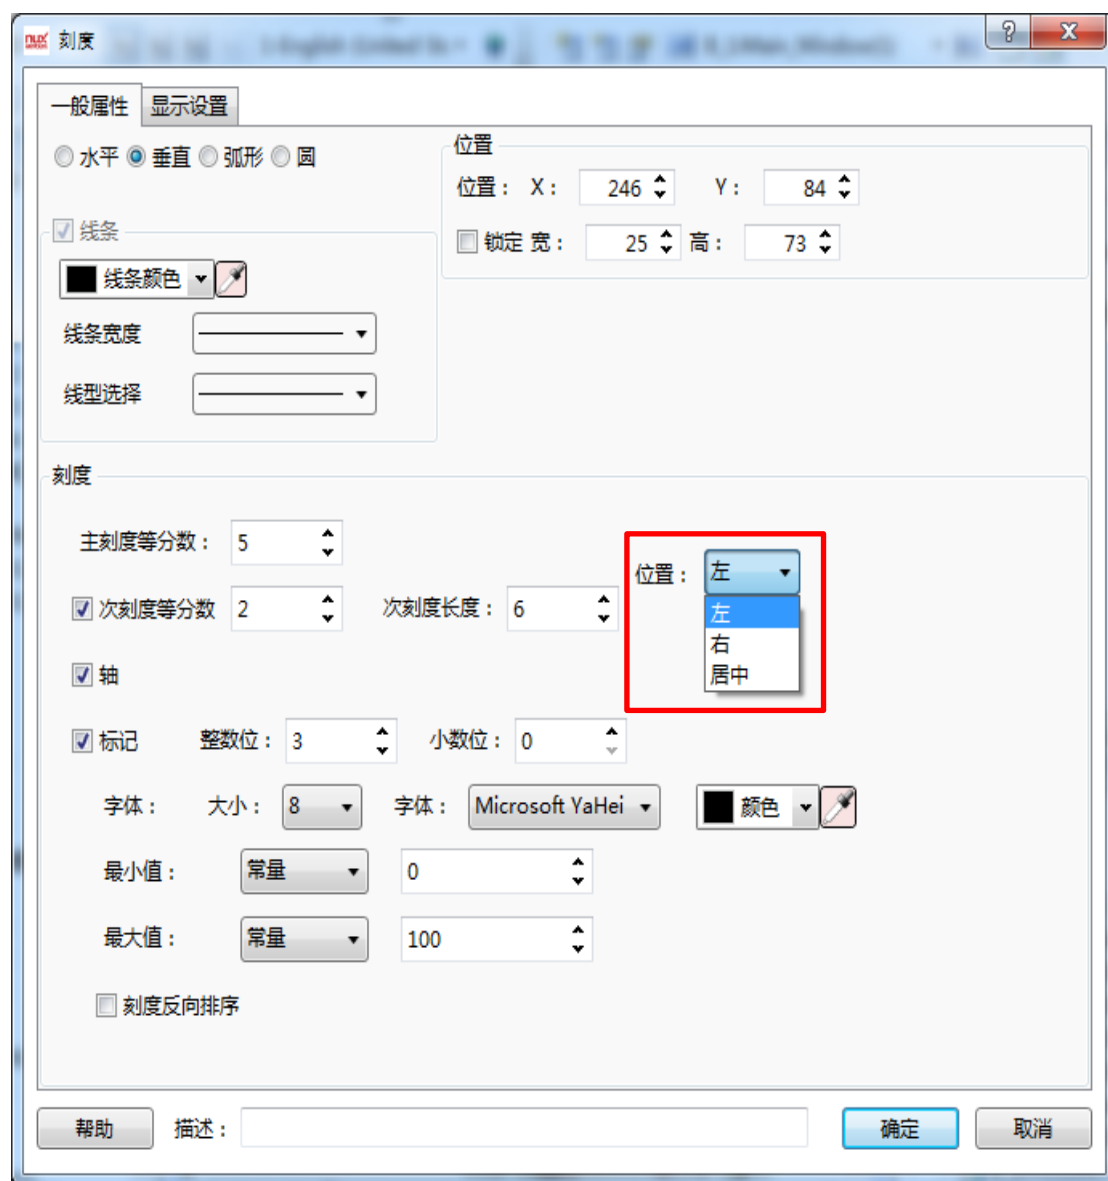 刻度
一般属性 显示设置
水平 垂直 弧形 圆
位置
位置： X： 246 Y： 84
锁定 宽： 25 高： 73
线条
线条颜色
线条宽度
线型选择
刻度
主刻度等分数： 5
位置： 左
次刻度等分数 2 次刻度长度： 6
左
右
居中
轴
标记 整数位： 3 小数位： 0
字体： 大小： 8 字体： Microsoft YaHei 颜色
最小值： 常量 0
最大值： 常量 100
刻度反向排序
帮助 描述： 确定 取消